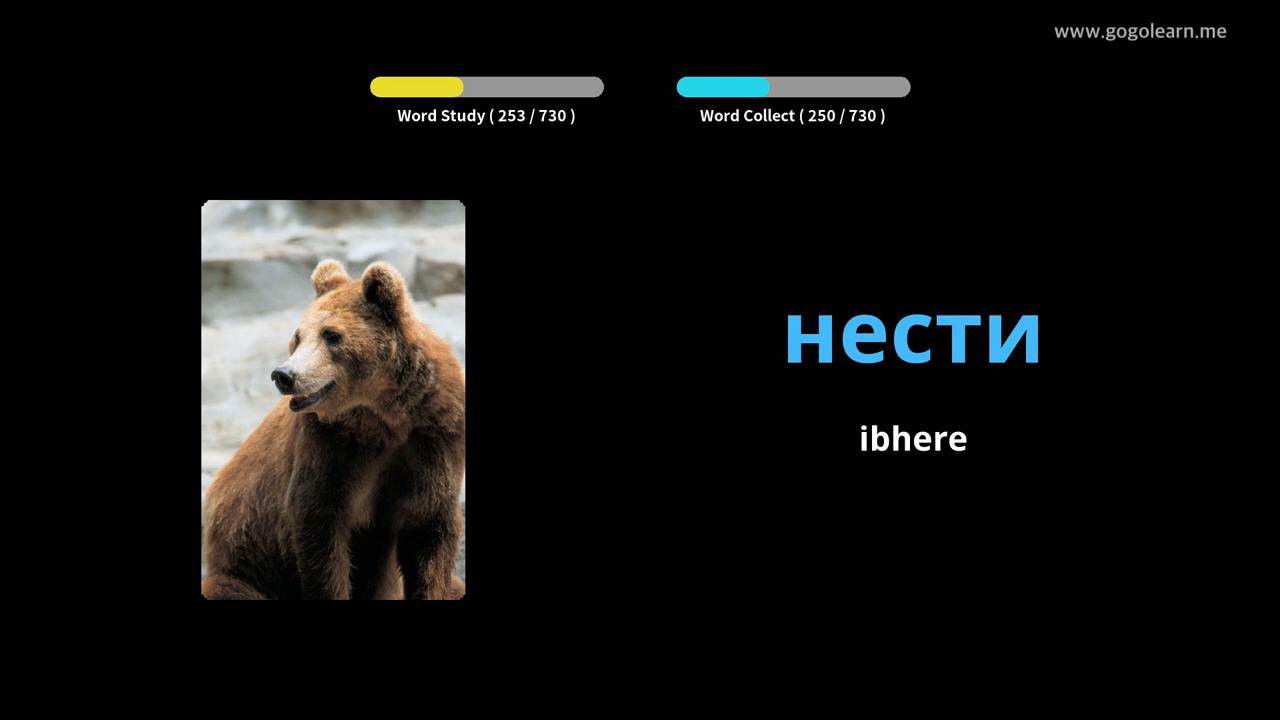 www.gogolearn.me
Word Study ( 253 / 730 )
Word Collect ( 250 / 730 )
нести
ibhere